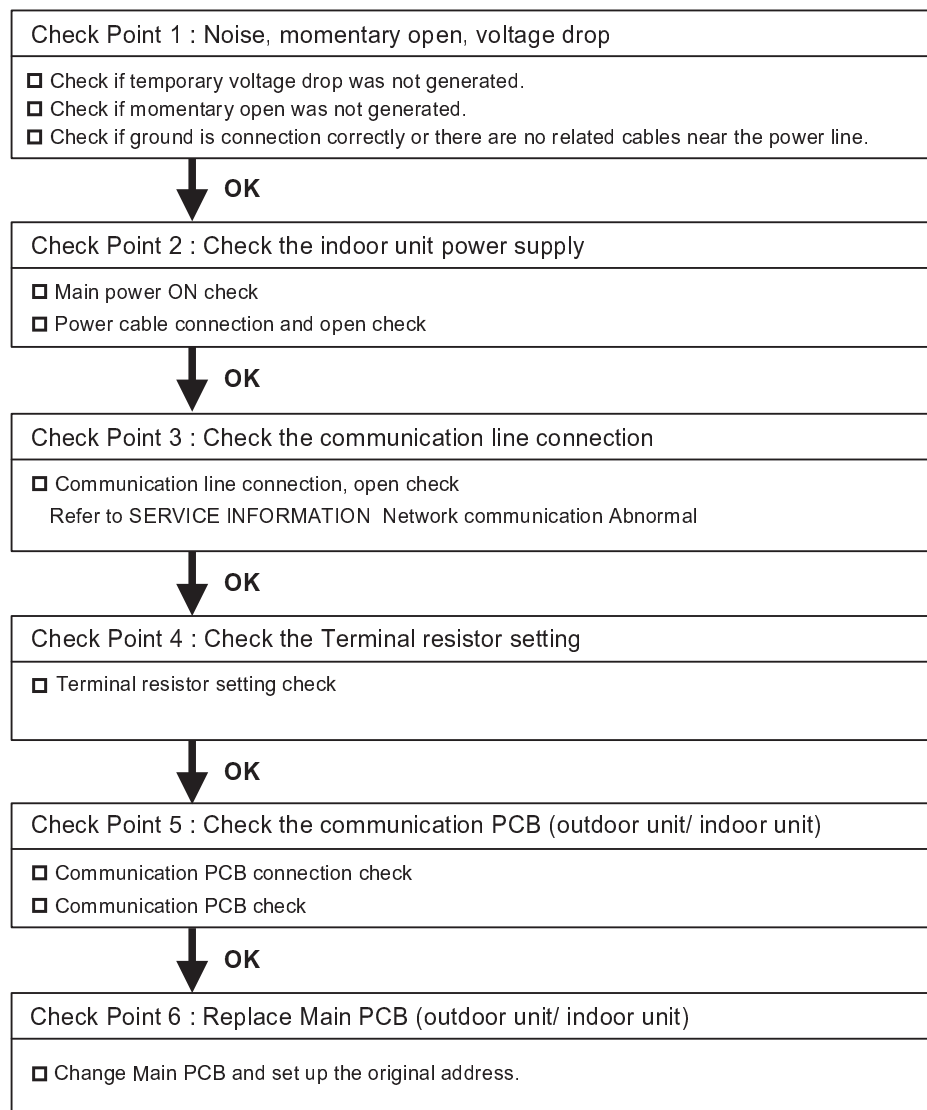 Check Point 1 : Noise, momentary open, voltage drop
Check if temporary voltage drop was not generated.
Check if momentary open was not generated.
Check if ground is connection correctly or there are no related cables near the power line.
OK
Check Point 2 : Check the indoor unit power supply
Main power ON check
Power cable connection and open check
OK
Check Point 3 : Check the communication line connection
Communication line connection, open check
Refer to SERVICE INFORMATION Network communication Abnormal
OK
Check Point 4 : Check the Terminal resistor setting
Terminal resistor setting check
OK
Check Point 5 : Check the communication PCB (outdoor unit/ indoor unit)
Communication PCB connection check
Communication PCB check
OK
Check Point 6 : Replace Main PCB (outdoor unit/ indoor unit)
Change Main PCB and set up the original address.